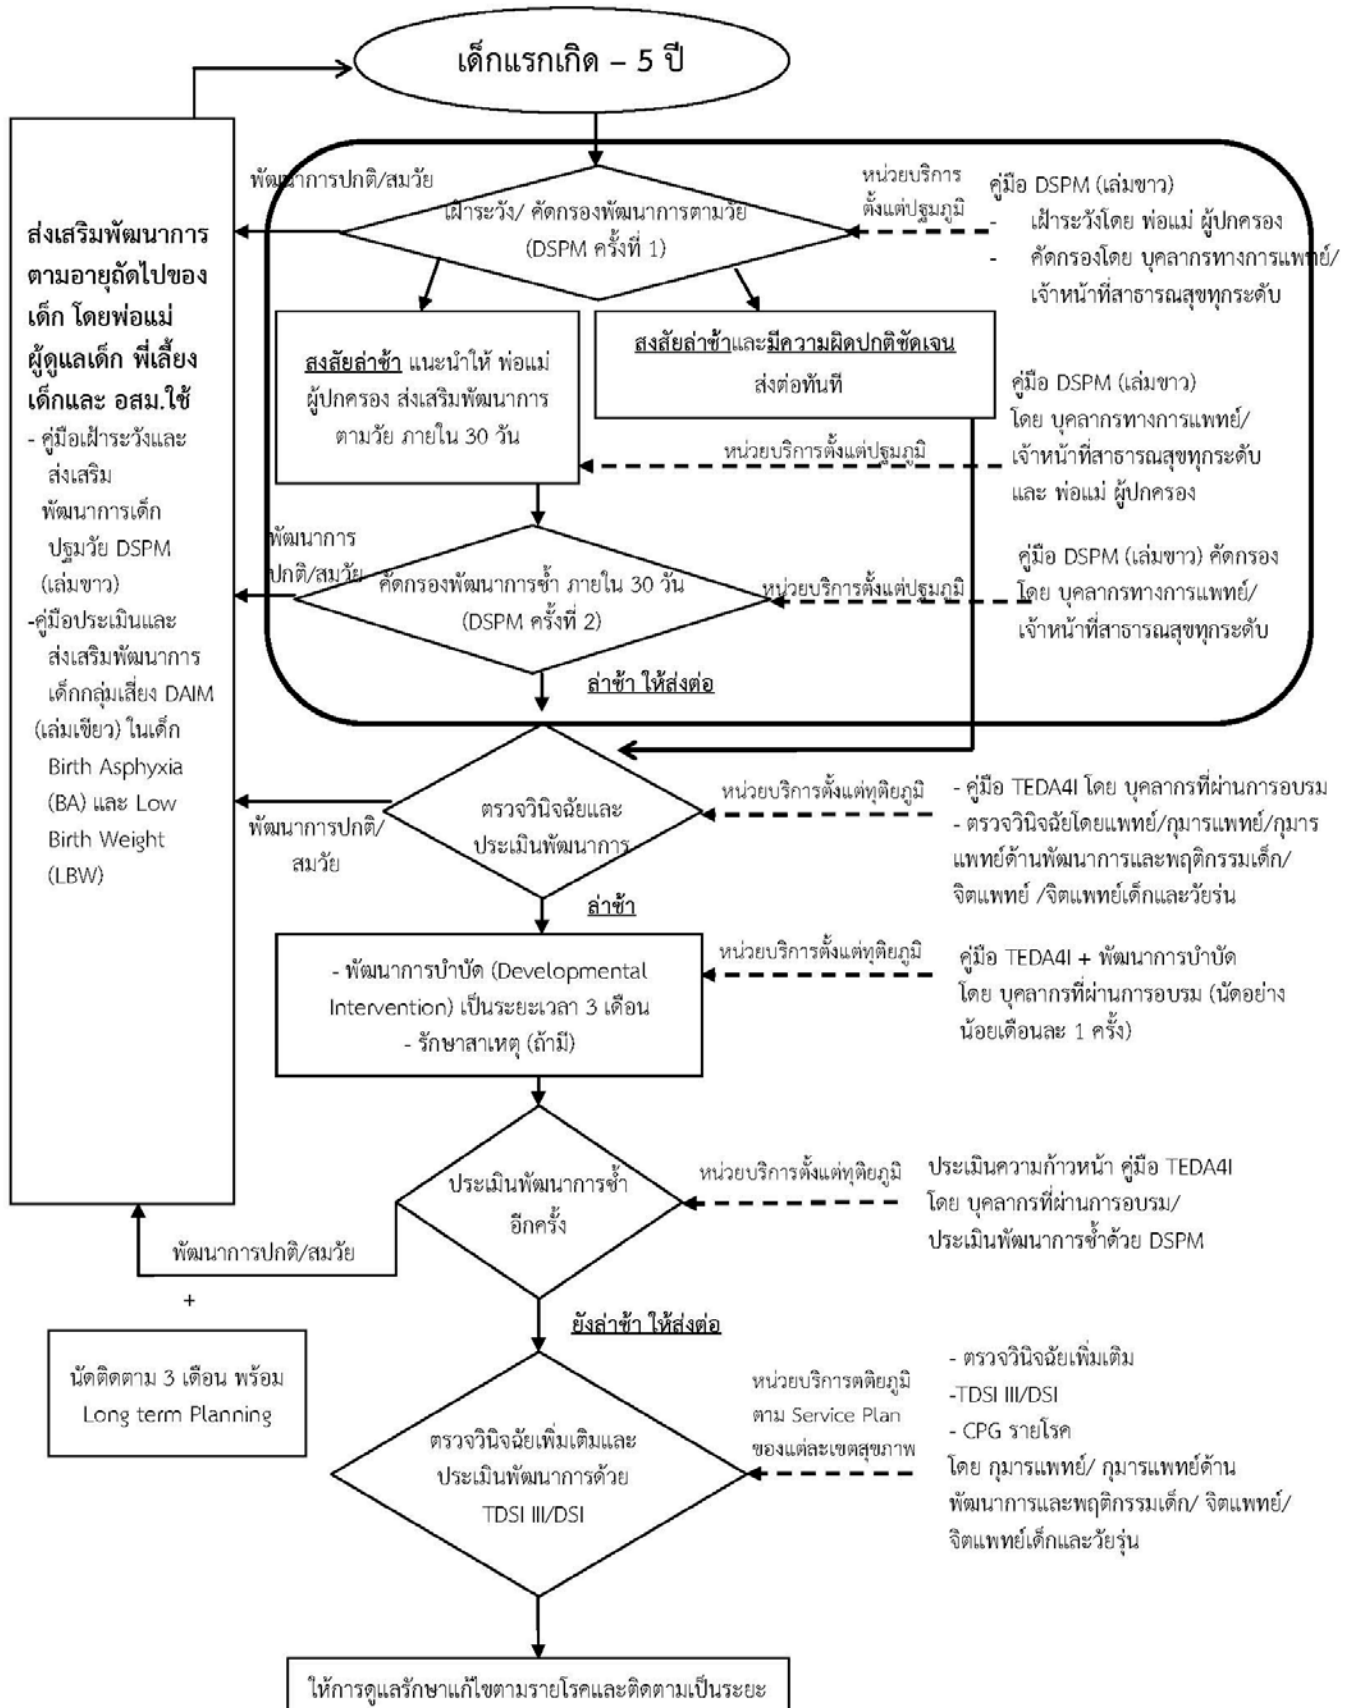 เด็กแรกเกิด – 5 ปี
พัฒนาการปกติ/สมวัย
เฝ้าระวัง/ คัดกรองพัฒนาการตามวัย
(DSPM ครั้งที่ 1)
หน่วยบริการ
ตั้งแต่ปฐมภูมิ
คู่มือ DSPM (เล่มขาว)
- เฝ้าระวังโดย พ่อแม่ ผู้ปกครอง
- คัดกรองโดย บุคลากรทางการแพทย์/
เจ้าหน้าที่สาธารณสุขทุกระดับ
ส่งเสริมพัฒนาการ
ตามอายุถัดไปของ
เด็ก โดยพ่อแม่
ผู้ดูแลเด็ก พี่เลี้ยง
เด็กและ อสม.ใช้
- คู่มือเฝ้าระวังและ
ส่งเสริม
พัฒนาการเด็ก
ปฐมวัย DSPM
(เล่มขาว)
-คู่มือประเมินและ
ส่งเสริมพัฒนาการ
เด็กกลุ่มเสี่ยง DAIM
(เล่มเขียว) ในเด็ก
Birth Asphyxia
(BA) และ Low
Birth Weight
(LBW)
สงสัยล่าช้า แนะนำให้ พ่อแม่
ผู้ปกครอง ส่งเสริมพัฒนาการ
ตามวัย ภายใน 30 วัน
สงสัยล่าช้าและมีความผิดปกติชัดเจน
ส่งต่อทันที
หน่วยบริการตั้งแต่ปฐมภูมิ
คู่มือ DSPM (เล่มขาว)
โดย บุคลากรทางการแพทย์/
เจ้าหน้าที่สาธารณสุขทุกระดับ
และ พ่อแม่ ผู้ปกครอง
พัฒนาการ
ปกติ/สมวัย
คัดกรองพัฒนาการซ้ำ ภายใน 30 วัน
(DSPM ครั้งที่ 2)
หน่วยบริการตั้งแต่ปฐมภูมิ
คู่มือ DSPM (เล่มขาว) คัดกรอง
โดย บุคลากรทางการแพทย์/
เจ้าหน้าที่สาธารณสุขทุกระดับ
ล่าช้า ให้ส่งต่อ
พัฒนาการปกติ/
สมวัย
ตรวจวินิจฉัยและ
ประเมินพัฒนาการ
หน่วยบริการตั้งแต่ทุติยภูมิ
- คู่มือ TEDA4I โดย บุคลากรที่ผ่านการอบรม
- ตรวจวินิจฉัยโดยแพทย์/กุมารแพทย์/กุมาร
แพทย์ด้านพัฒนาการและพฤติกรรมเด็ก/
จิตแพทย์ /จิตแพทย์เด็กและวัยรุ่น
ล่าช้า
- พัฒนาการบำบัด (Developmental
Intervention) เป็นระยะเวลา 3 เดือน
- รักษาสาเหตุ (ถ้ามี)
หน่วยบริการตั้งแต่ทุติยภูมิ
คู่มือ TEDA4I + พัฒนาการบำบัด
โดย บุคลากรที่ผ่านการอบรม (นัดอย่าง
น้อยเดือนละ 1 ครั้ง)
ประเมินพัฒนาการซ้ำ
อีกครั้ง
หน่วยบริการตั้งแต่ทุติยภูมิ
ประเมินความก้าวหน้า คู่มือ TEDA4I
โดย บุคลากรที่ผ่านการอบรม/
ประเมินพัฒนาการซ้ำด้วย DSPM
พัฒนาการปกติ/สมวัย
+
นัดติดตาม 3 เดือน พร้อม
Long term Planning
ยังล่าช้า ให้ส่งต่อ
ตรวจวินิจฉัยเพิ่มเติมและ
ประเมินพัฒนาการด้วย
TDSI III/DSI
หน่วยบริการตติยภูมิ
ตาม Service Plan
ของแต่ละเขตสุขภาพ
- ตรวจวินิจฉัยเพิ่มเติม
-TDSI III/DSI
- CPG รายโรค
โดย กุมารแพทย์/ กุมารแพทย์ด้าน
พัฒนาการและพฤติกรรมเด็ก/ จิตแพทย์/
จิตแพทย์เด็กและวัยรุ่น
ให้การดูแลรักษาแก้ไขตามรายโรคและติดตามเป็นระยะ